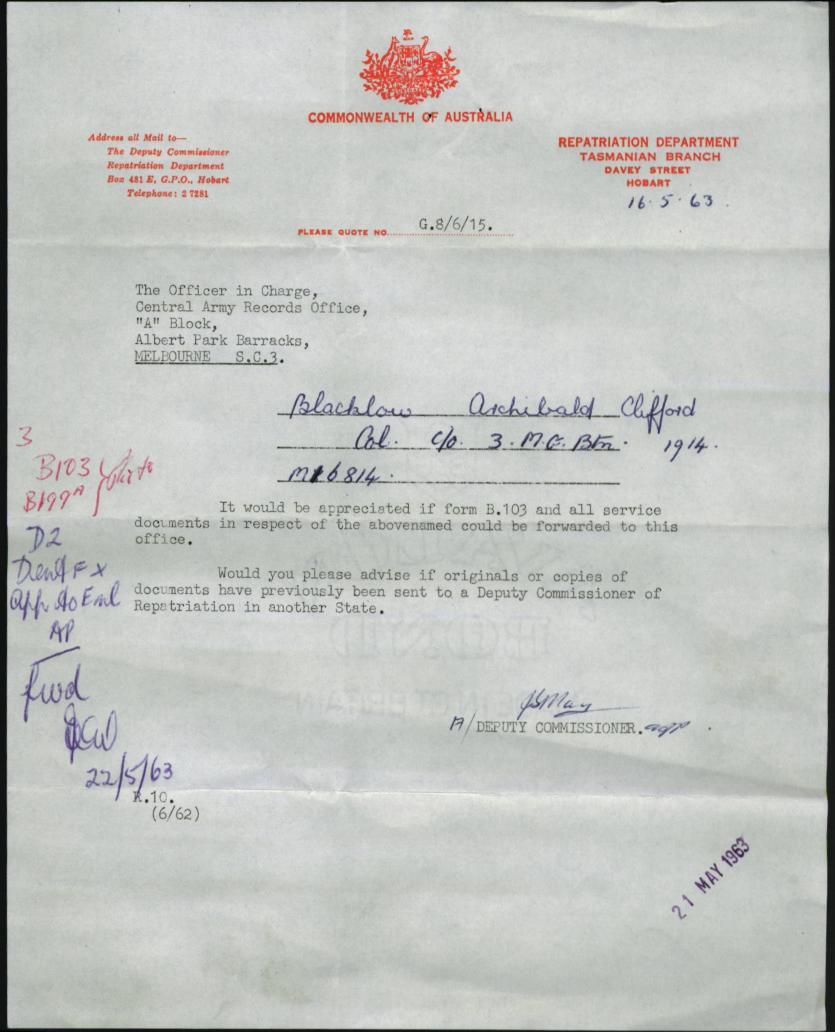 COMMONWEALTH OF AUSTRALIA
Address all Mail to—
The Deputy Commissioner
Repatriation Department
Box 481 E, G.P.O., Hobart
Telephone: 2 7281
REPATRIATION DEPARTMENT
TASMANIAN BRANCH
DAVEY STREET
HOBART
16.5.63.
PLEASE QUOTE NO. G.8/6/15.
The Officer in Charge,
Central Army Records Office,
"A" Block,
Albert Park Barracks,
MELBOURNE S.C.3.
Blacklow Archibald Clifford
Col. c/o. 3. M.G. Btn. 1914.
M16814.
3
B103
B199A
D2
App to Enl
AP
fwd
22/5/63
It would be appreciated if form B.103 and all service
documents in respect of the abovenamed could be forwarded to this
office.
Would you please advise if originals or copies of
documents have previously been sent to a Deputy Commissioner of
Repatriation in another State.
A/DEPUTY COMMISSIONER.
R.10.
(6/62)
21 MAY 1963